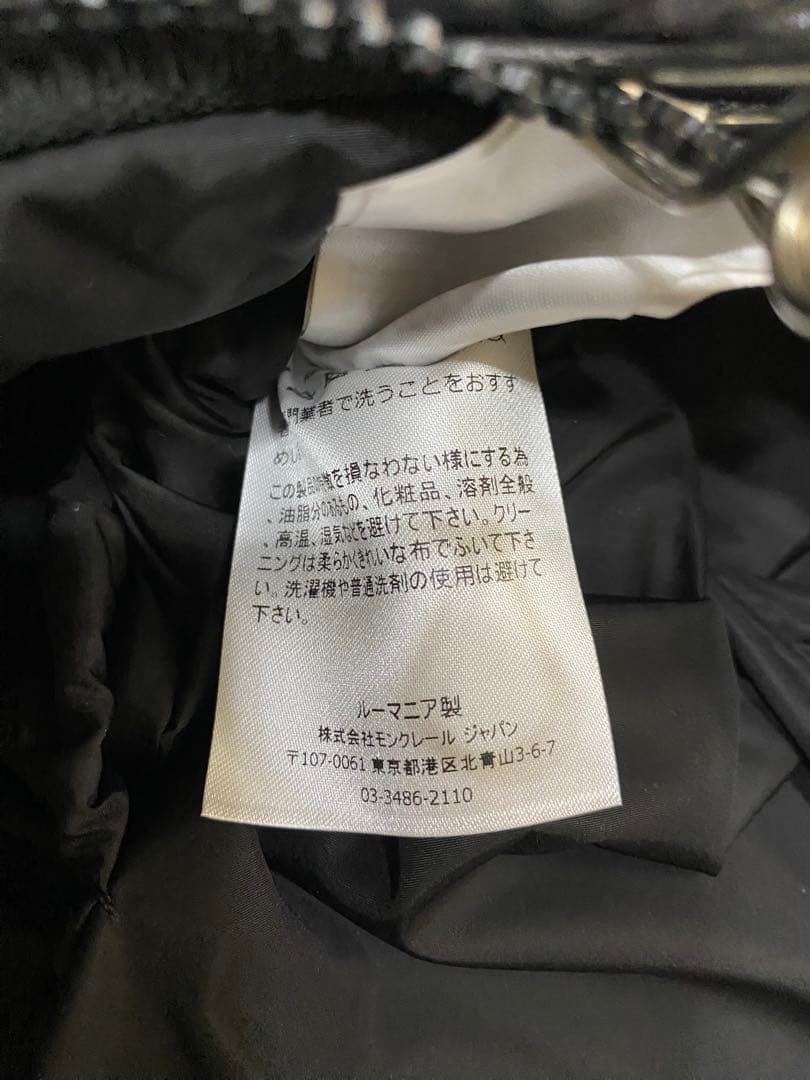 門業者で洗うことをおすす
めし
この製品の特徴を損なわない様にする為
、油脂分のあるもの、化粧品、溶剤全般
、高温、湿気などを避けて下さい。クリー
ニングは柔らかくきれいな布でふいて下さ
い。洗濯機や普通洗剤の使用は避けて
下さい。
ルーマニア製
株式会社モンクレール ジャパン
〒107-0061 東京都港区北青山3-6-7
03-3486-2110